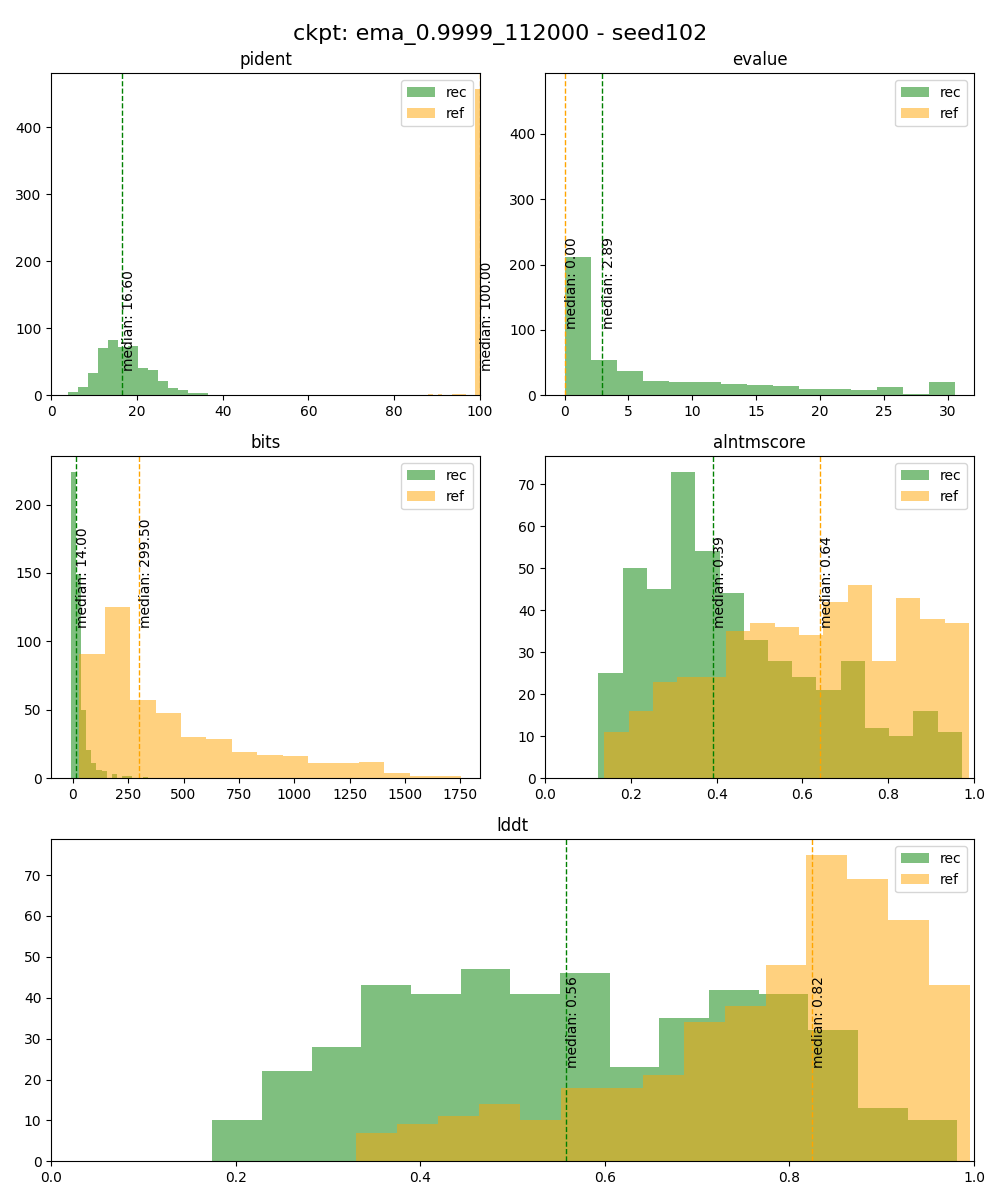 ckpt: ema_0.9999_112000 - seed102
pident
rec
ref
median: 16.60
median: 100.00
0
100
200
300
400
0
20
40
60
80
100
evalue
rec
ref
median: 0.00
median: 2.89
0
100
200
300
400
0
5
10
15
20
25
30
bits
rec
ref
median: 14.00
median: 299.50
0
50
100
150
200
0
250
500
750
1000
1250
1500
1750
alntmscore
rec
ref
median: 0.39
median: 0.64
0
10
20
30
40
50
60
70
0.0
0.2
0.4
0.6
0.8
1.0
lddt
rec
ref
median: 0.56
median: 0.82
0
10
20
30
40
50
60
70
0.0
0.2
0.4
0.6
0.8
1.0